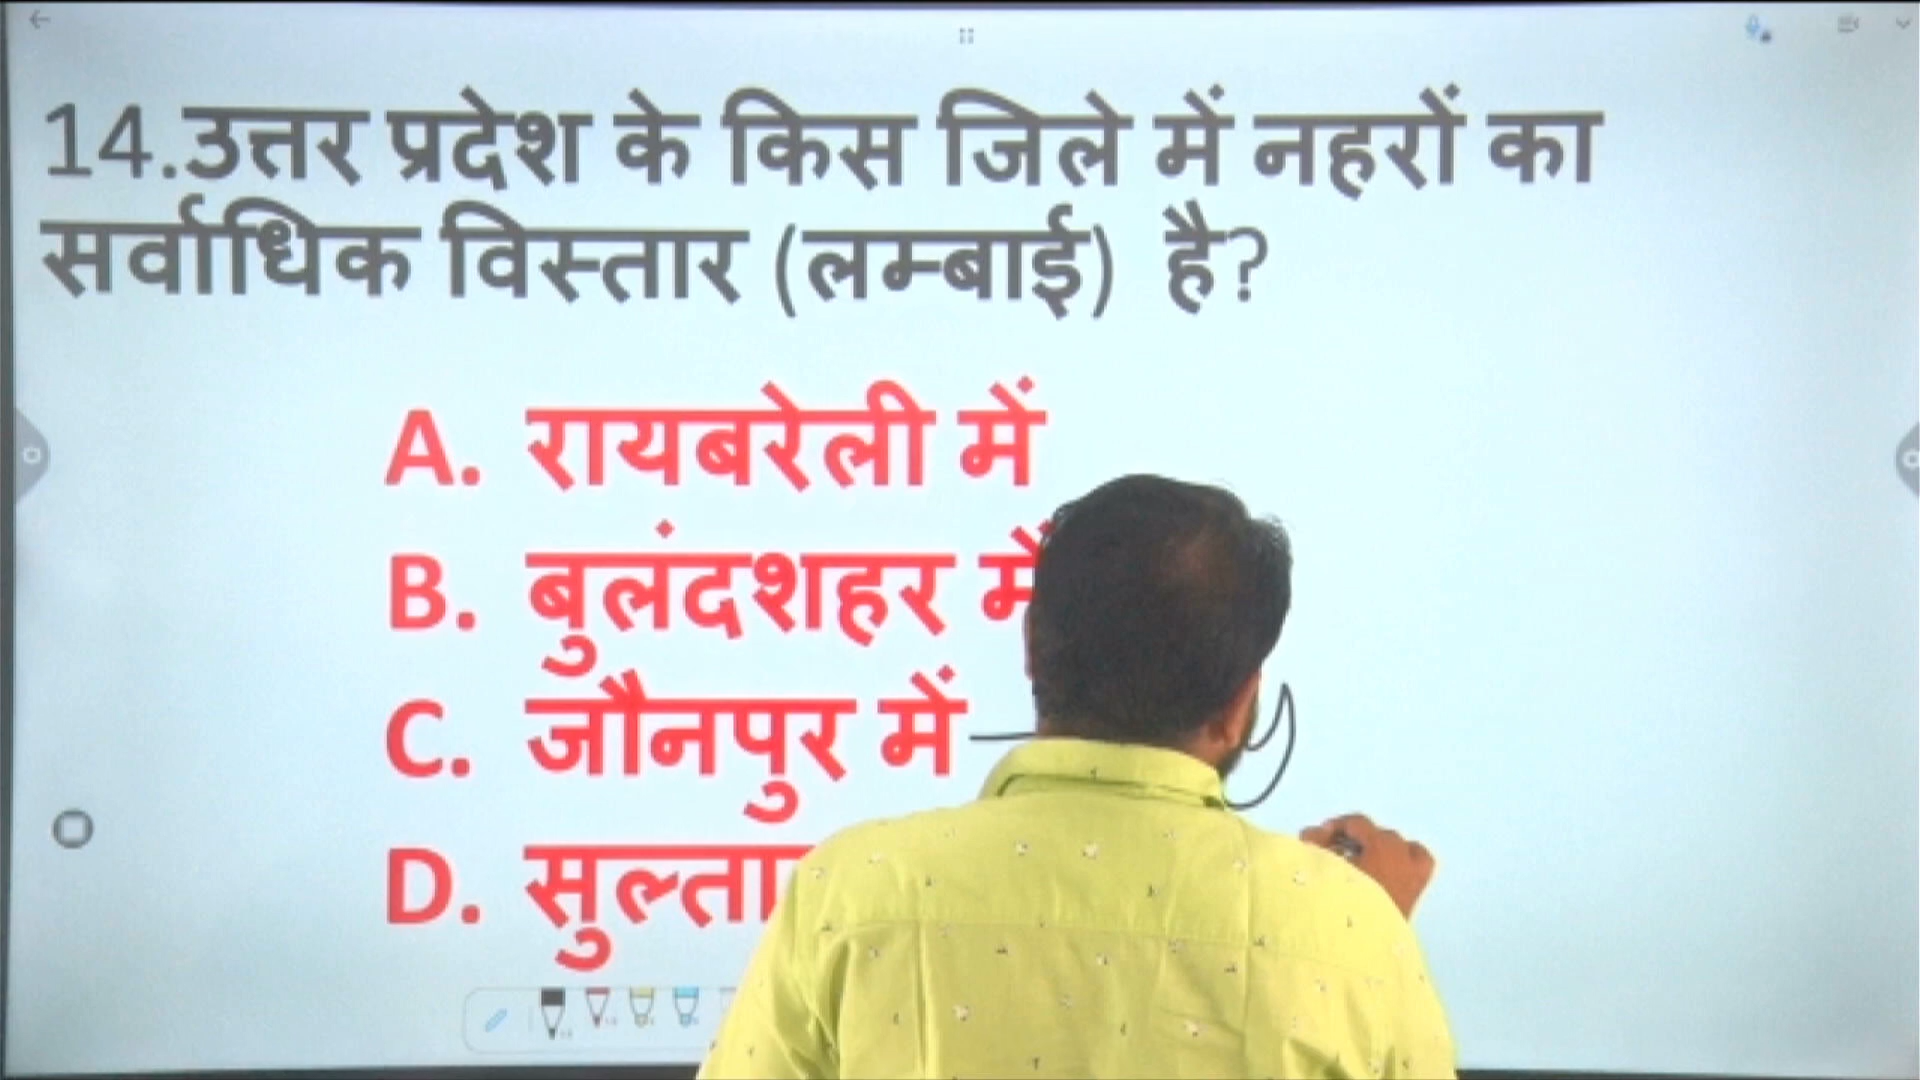 14.उत्तर प्रदेश के किस जिले में नहरों का
सर्वाधिक विस्तार (लम्बाई) है?
A. रायबरेली में
B. बुलंदशहर में
C. जौनपुर में
D.